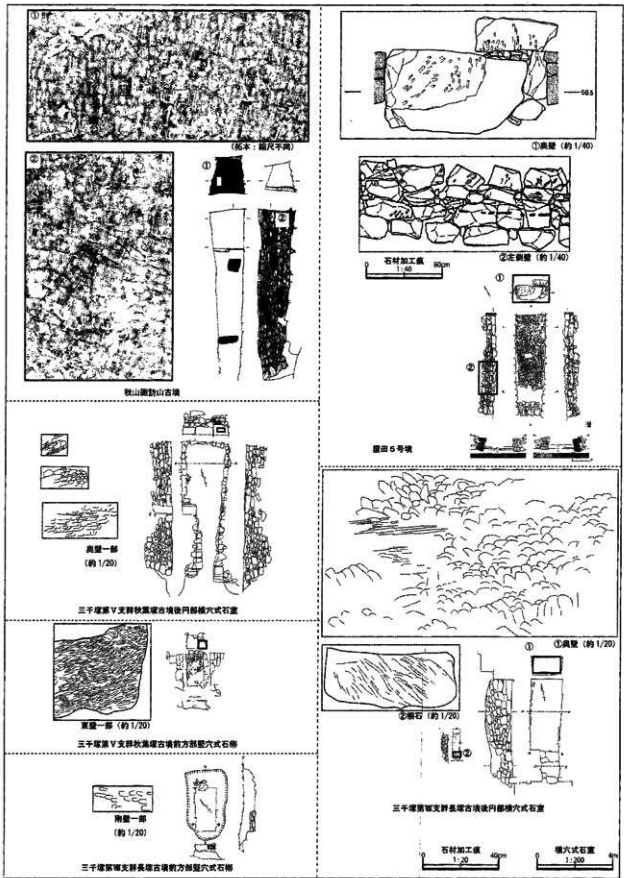 ①
(拓本：縮尺不同)
②
①
②
秋山諏訪山古墳
奥壁一部
(約1/20)
三千塚第Ⅴ支群秋葉塚古墳後円部横穴式石室
東壁一部 (約1/20)
三千塚第Ⅴ支群秋葉塚古墳前方部竪穴式石槨
南壁一部
(約1/20)
三千塚第Ⅷ支群長塚古墳前方部竪穴式石槨
①奥壁 (約1/40)
②左側壁 (約1/40)
0 石材加工痕 80cm
1:40
①
②
5号墳
①奥壁 (約1/20)
①
②根石 (約1/20)
②
三千塚第Ⅷ支群長塚古墳後円部横穴式石室
0 石材加工痕 40cm
1:20
0 横穴式石室 4m
1:200